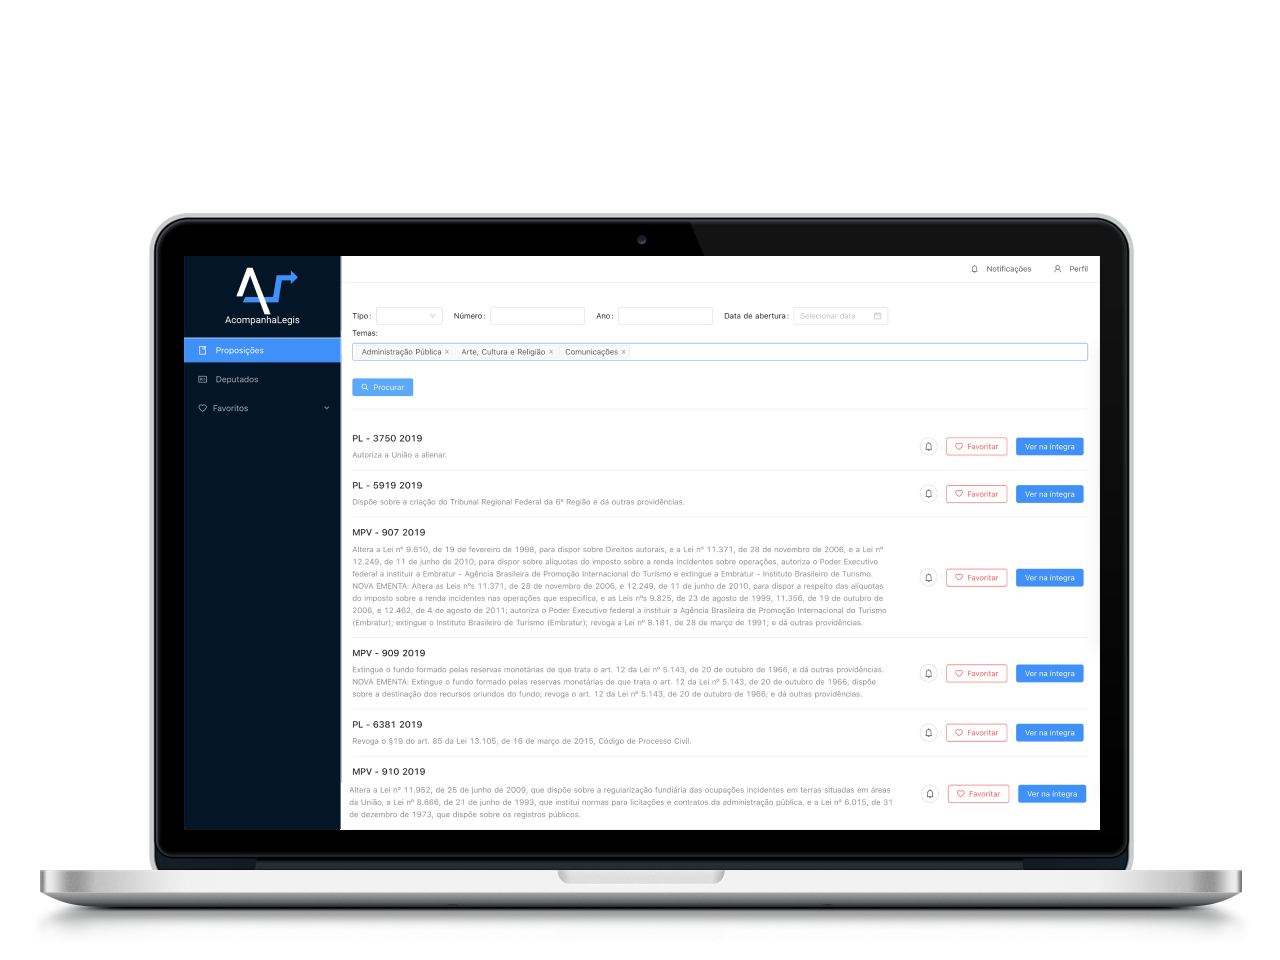 AcompanhaLegis
Proposições
Deputados
Favoritos
Notificações Perfil
Tipo: Número: Ano: Data de abertura: Selecionar data
Temas:
Administração Pública × Arte, Cultura e Religião × Comunicações ×
Procurar
PL - 3750 2019
Autoriza a União a alienar.
Favoritar Ver na íntegra
PL - 5919 2019
Dispõe sobre a criação do Tribunal Regional Federal da 6ª Região e dá outras providências.
Favoritar Ver na íntegra
MPV - 907 2019
Altera a Lei nº 9.610, de 19 de fevereiro de 1998, para dispor sobre Direitos autorais, e a Lei nº 11.371, de 28 de novembro de 2006, e a Lei nº
12.249, de 11 de junho de 2010, para dispor sobre alíquotas do imposto sobre a renda incidentes sobre operações, autoriza o Poder Executivo
federal a instituir a Embratur - Agência Brasileira de Promoção Internacional do Turismo e extingue a Embratur - Instituto Brasileiro de Turismo.
NOVA EMENTA: Altera as Leis nºs 11.371, de 28 de novembro de 2006, e 12.249, de 11 de junho de 2010, para dispor a respeito das alíquotas
do imposto sobre a renda incidentes nas operações que especifica, e as Leis nºs 9.825, de 23 de agosto de 1999, 11.356, de 19 de outubro de
2006, e 12.462, de 4 de agosto de 2011; autoriza o Poder Executivo federal a instituir a Agência Brasileira de Promoção Internacional do Turismo
(Embratur); extingue o Instituto Brasileiro de Turismo (Embratur); revoga a Lei nº 8.181, de 28 de março de 1991; e dá outras providências.
Favoritar Ver na íntegra
MPV - 909 2019
Extingue o fundo formado pelas reservas monetárias de que trata o art. 12 da Lei nº 5.143, de 20 de outubro de 1966, e dá outras providências.
NOVA EMENTA: Extingue o fundo formado pelas reservas monetárias de que trata o art. 12 da Lei nº 5.143, de 20 de outubro de 1966; dispõe
sobre a destinação dos recursos oriundos do fundo; revoga o art. 12 da Lei nº 5.143, de 20 de outubro de 1966; e dá outras providências.
Favoritar Ver na íntegra
PL - 6381 2019
Revoga o §19 do art. 85 da Lei 13.105, de 16 de março de 2015, Código de Processo Civil.
Favoritar Ver na íntegra
MPV - 910 2019
Altera a Lei nº 11.952, de 25 de junho de 2009, que dispõe sobre a regularização fundiária das ocupações incidentes em terras situadas em áreas
da União, a Lei nº 8.666, de 21 de junho de 1993, que institui normas para licitações e contratos da administração pública, e a Lei nº 6.015, de 31
de dezembro de 1973, que dispõe sobre os registros públicos.
Favoritar Ver na íntegra